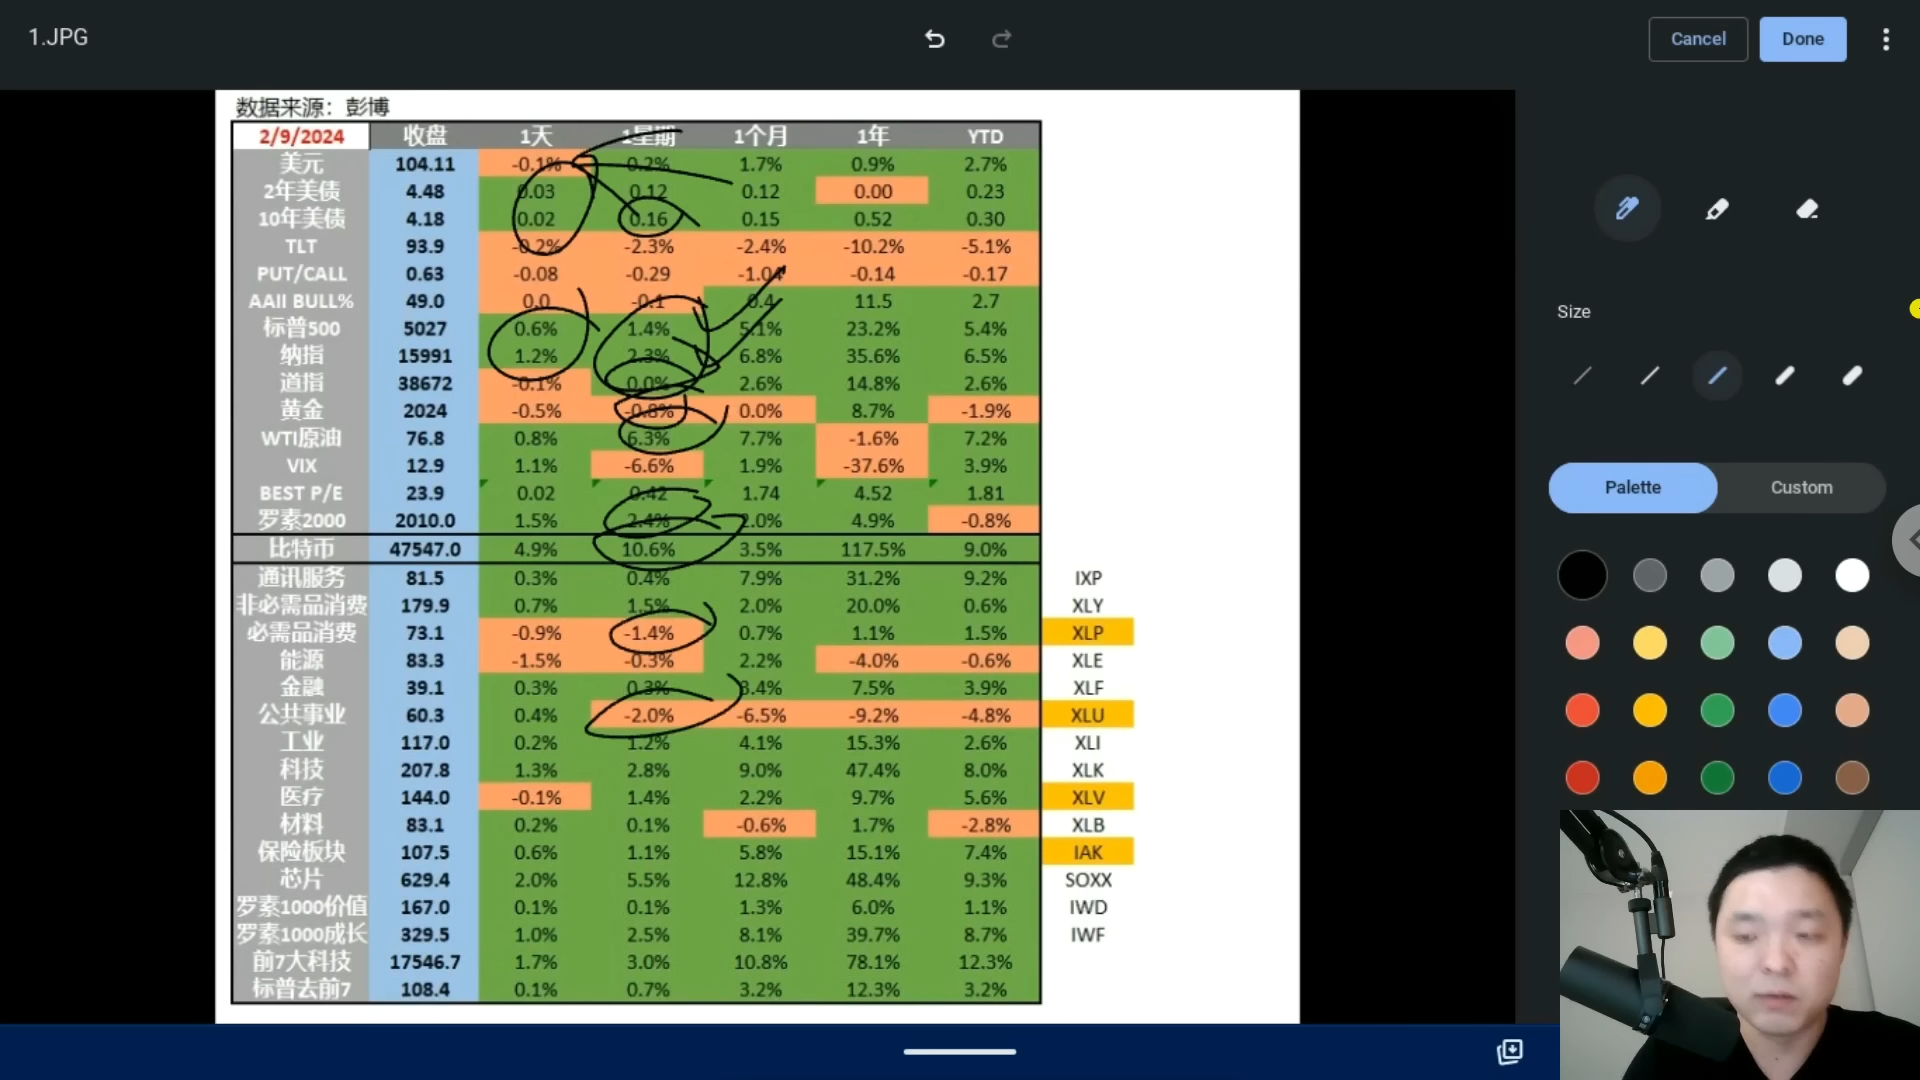 1.JPG
Cancel
Done
数据来源：彭博
2/9/2024 收盘 1天 1星期 1个月 1年 YTD
美元 104.11 -0.1% 0.2% 1.7% 0.9% 2.7%
2年美债 4.48 0.03 0.12 0.12 0.00 0.23
10年美债 4.18 0.02 0.16 0.15 0.52 0.30
TLT 93.9 -0.2% -2.3% -2.4% -10.2% -5.1%
PUT/CALL 0.63 -0.08 -0.29 -1.04 -0.14 -0.17
AAII BULL% 49.0 0.0 -0.1 0.4 11.5 2.7
标普500 5027 0.6% 1.4% 5.1% 23.2% 5.4%
纳指 15991 1.2% 2.3% 6.8% 35.6% 6.5%
道指 38672 -0.1% 0.0% 2.6% 14.8% 2.6%
黄金 2024 -0.5% -0.8% 0.0% 8.7% -1.9%
WTI原油 76.8 0.8% 6.3% 7.7% -1.6% 7.2%
VIX 12.9 1.1% -6.6% 1.9% -37.6% 3.9%
BEST P/E 23.9 0.02 0.42 1.74 4.52 1.81
罗素2000 2010.0 1.5% 2.4% 2.0% 4.9% -0.8%
比特币 47547.0 4.9% 10.6% 3.5% 117.5% 9.0%
通讯服务 81.5 0.3% 0.4% 7.9% 31.2% 9.2% IXP
非必需品消费 179.9 0.7% 1.5% 2.0% 20.0% 0.6% XLY
必需品消费 73.1 -0.9% -1.4% 0.7% 1.1% 1.5% XLP
能源 83.3 -1.5% -0.3% 2.2% -4.0% -0.6% XLE
金融 39.1 0.3% 0.3% 3.4% 7.5% 3.9% XLF
公共事业 60.3 0.4% -2.0% -6.5% -9.2% -4.8% XLU
工业 117.0 0.2% 1.2% 4.1% 15.3% 2.6% XLI
科技 207.8 1.3% 2.8% 9.0% 47.4% 8.0% XLK
医疗 144.0 -0.1% 1.4% 2.2% 9.7% 5.6% XLV
材料 83.1 0.2% 0.1% -0.6% 1.7% -2.8% XLB
保险板块 107.5 0.6% 1.1% 5.8% 15.1% 7.4% IAK
芯片 629.4 2.0% 5.5% 12.8% 48.4% 9.3% SOXX
罗素1000价值 167.0 0.1% 0.1% 1.3% 6.0% 1.1% IWD
罗素1000成长 329.5 1.0% 2.5% 8.1% 39.7% 8.7% IWF
前7大科技 17546.7 1.7% 3.0% 10.8% 78.1% 12.3%
标普去前7 108.4 0.1% 0.7% 3.2% 12.3% 3.2%
Size
Palette
Custom